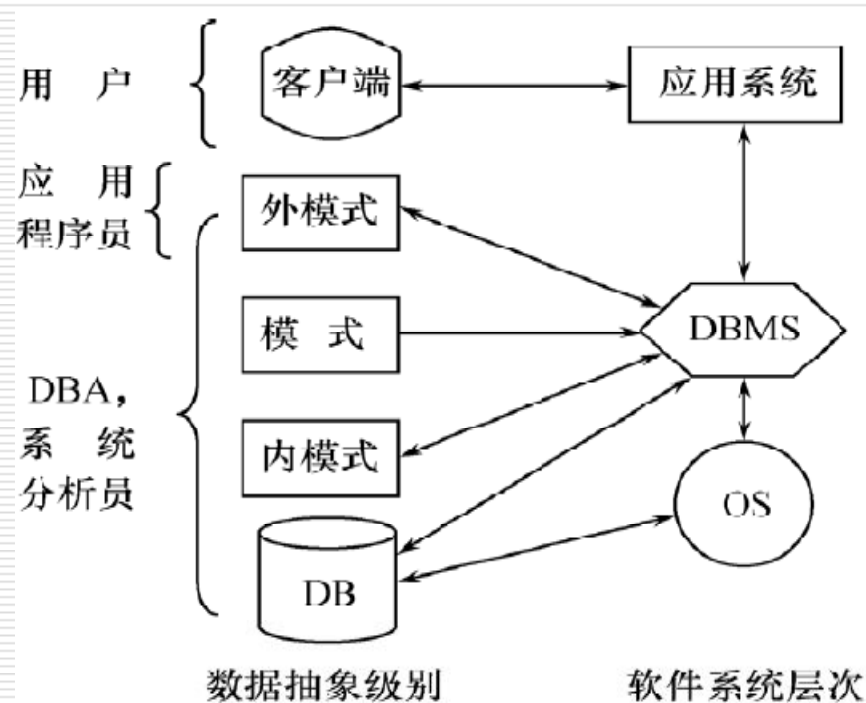 用 户
客户端
应用系统
应 用
程序员
外模式
模 式
DBMS
DBA，
系 统
分析员
内模式
OS
DB
数据抽象级别
软件系统层次